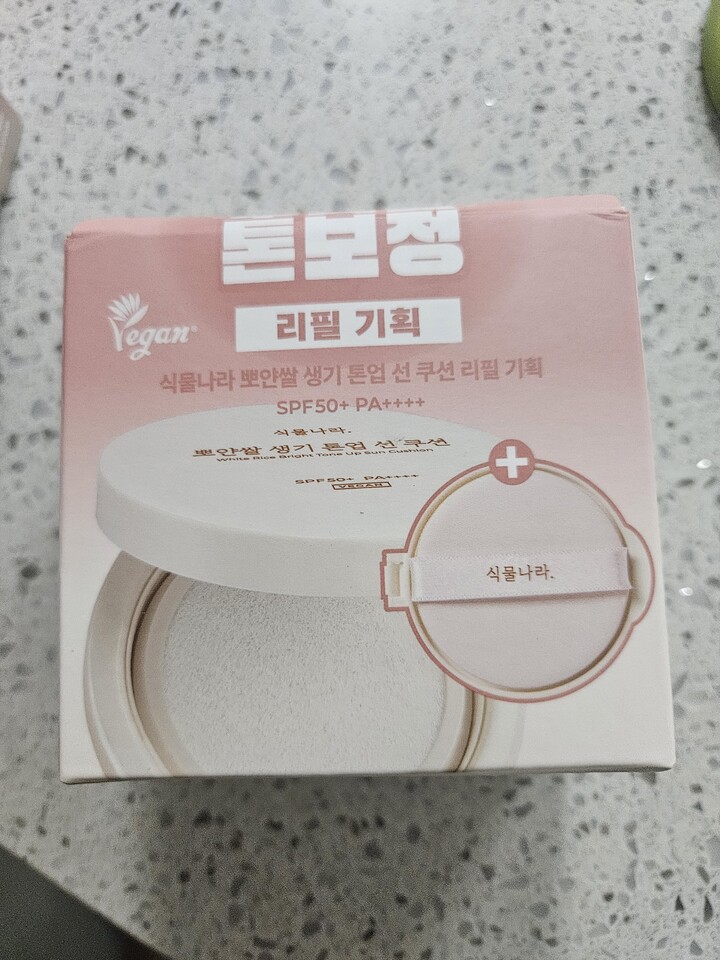 톤보정
리필 기획
Vegan
식물나라 뽀얀쌀 생기 톤업 선 쿠션 리필 기획
SPF50+ PA++++
식물나라.
뽀얀쌀 생기 톤업 선 쿠션
White Rice Bright Tone Up Sun Cushion
SPF50+ PA++++
VEGAN
식물나라.